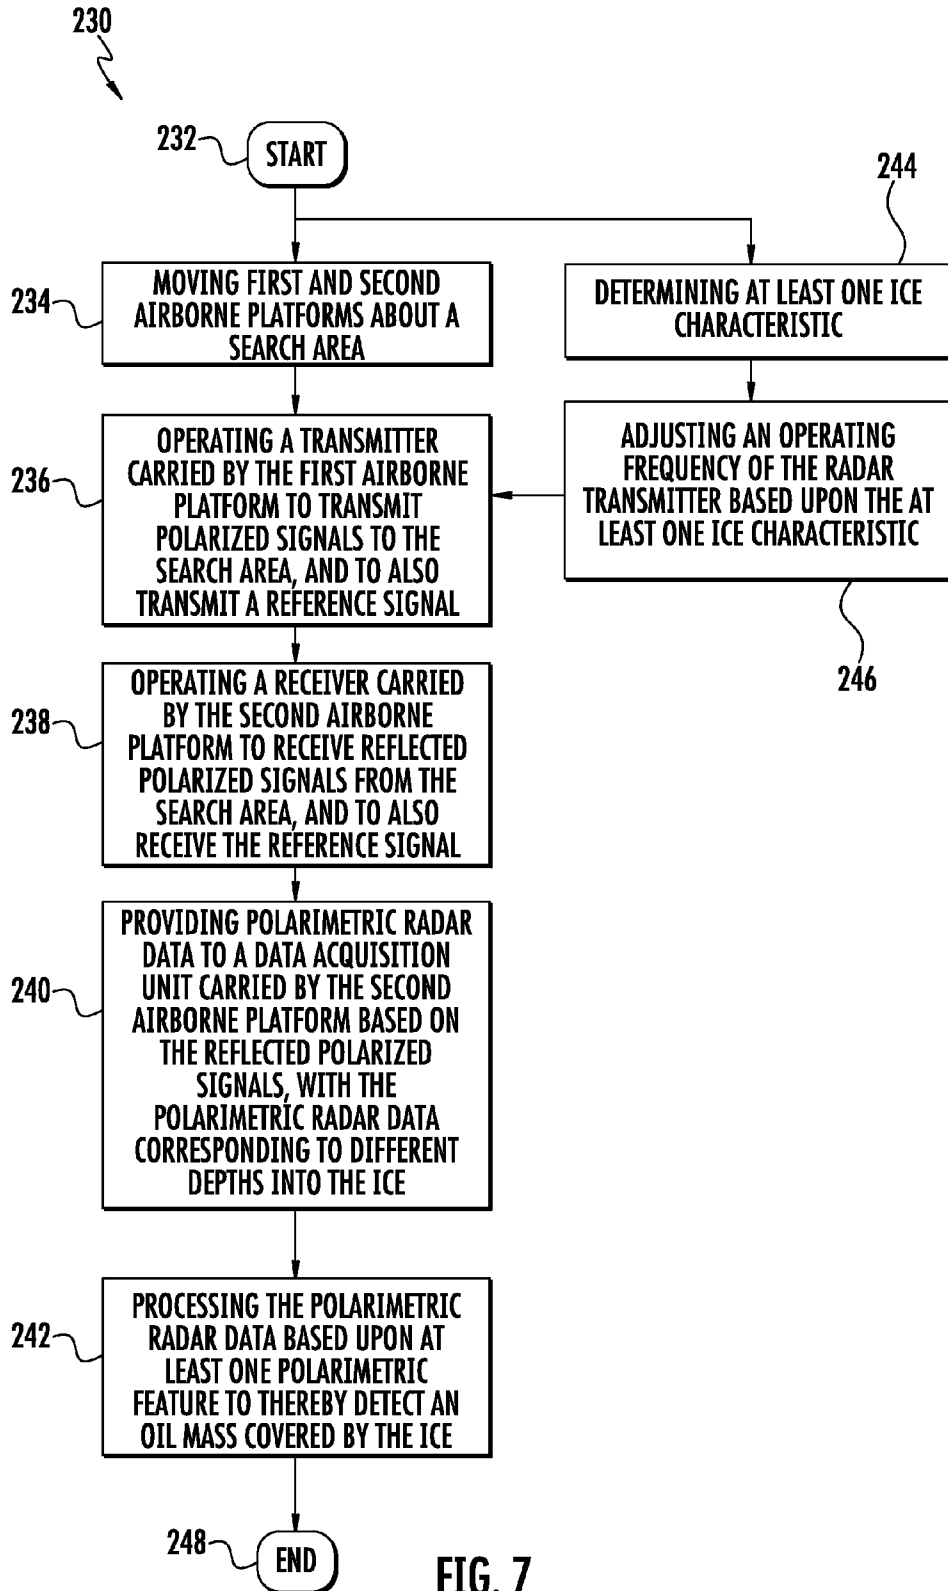 230
232
START
244
234
MOVING FIRST AND SECOND
AIRBORNE PLATFORMS ABOUT A
SEARCH AREA
DETERMINING AT LEAST ONE ICE
CHARACTERISTIC
236
OPERATING A TRANSMITTER
CARRIED BY THE FIRST AIRBORNE
PLATFORM TO TRANSMIT
POLARIZED SIGNALS TO THE
SEARCH AREA, AND TO ALSO
TRANSMIT A REFERENCE SIGNAL
ADJUSTING AN OPERATING
FREQUENCY OF THE RADAR
TRANSMITTER BASED UPON THE AT
LEAST ONE ICE CHARACTERISTIC
246
238
OPERATING A RECEIVER CARRIED
BY THE SECOND AIRBORNE
PLATFORM TO RECEIVE REFLECTED
POLARIZED SIGNALS FROM THE
SEARCH AREA, AND TO ALSO
RECEIVE THE REFERENCE SIGNAL
240
PROVIDING POLARIMETRIC RADAR
DATA TO A DATA ACQUISITION
UNIT CARRIED BY THE SECOND
AIRBORNE PLATFORM BASED ON
THE REFLECTED POLARIZED
SIGNALS, WITH THE
POLARIMETRIC RADAR DATA
CORRESPONDING TO DIFFERENT
DEPTHS INTO THE ICE
242
PROCESSING THE POLARIMETRIC
RADAR DATA BASED UPON AT
LEAST ONE POLARIMETRIC
FEATURE TO THEREBY DETECT AN
OIL MASS COVERED BY THE ICE
248
END
FIG. 7